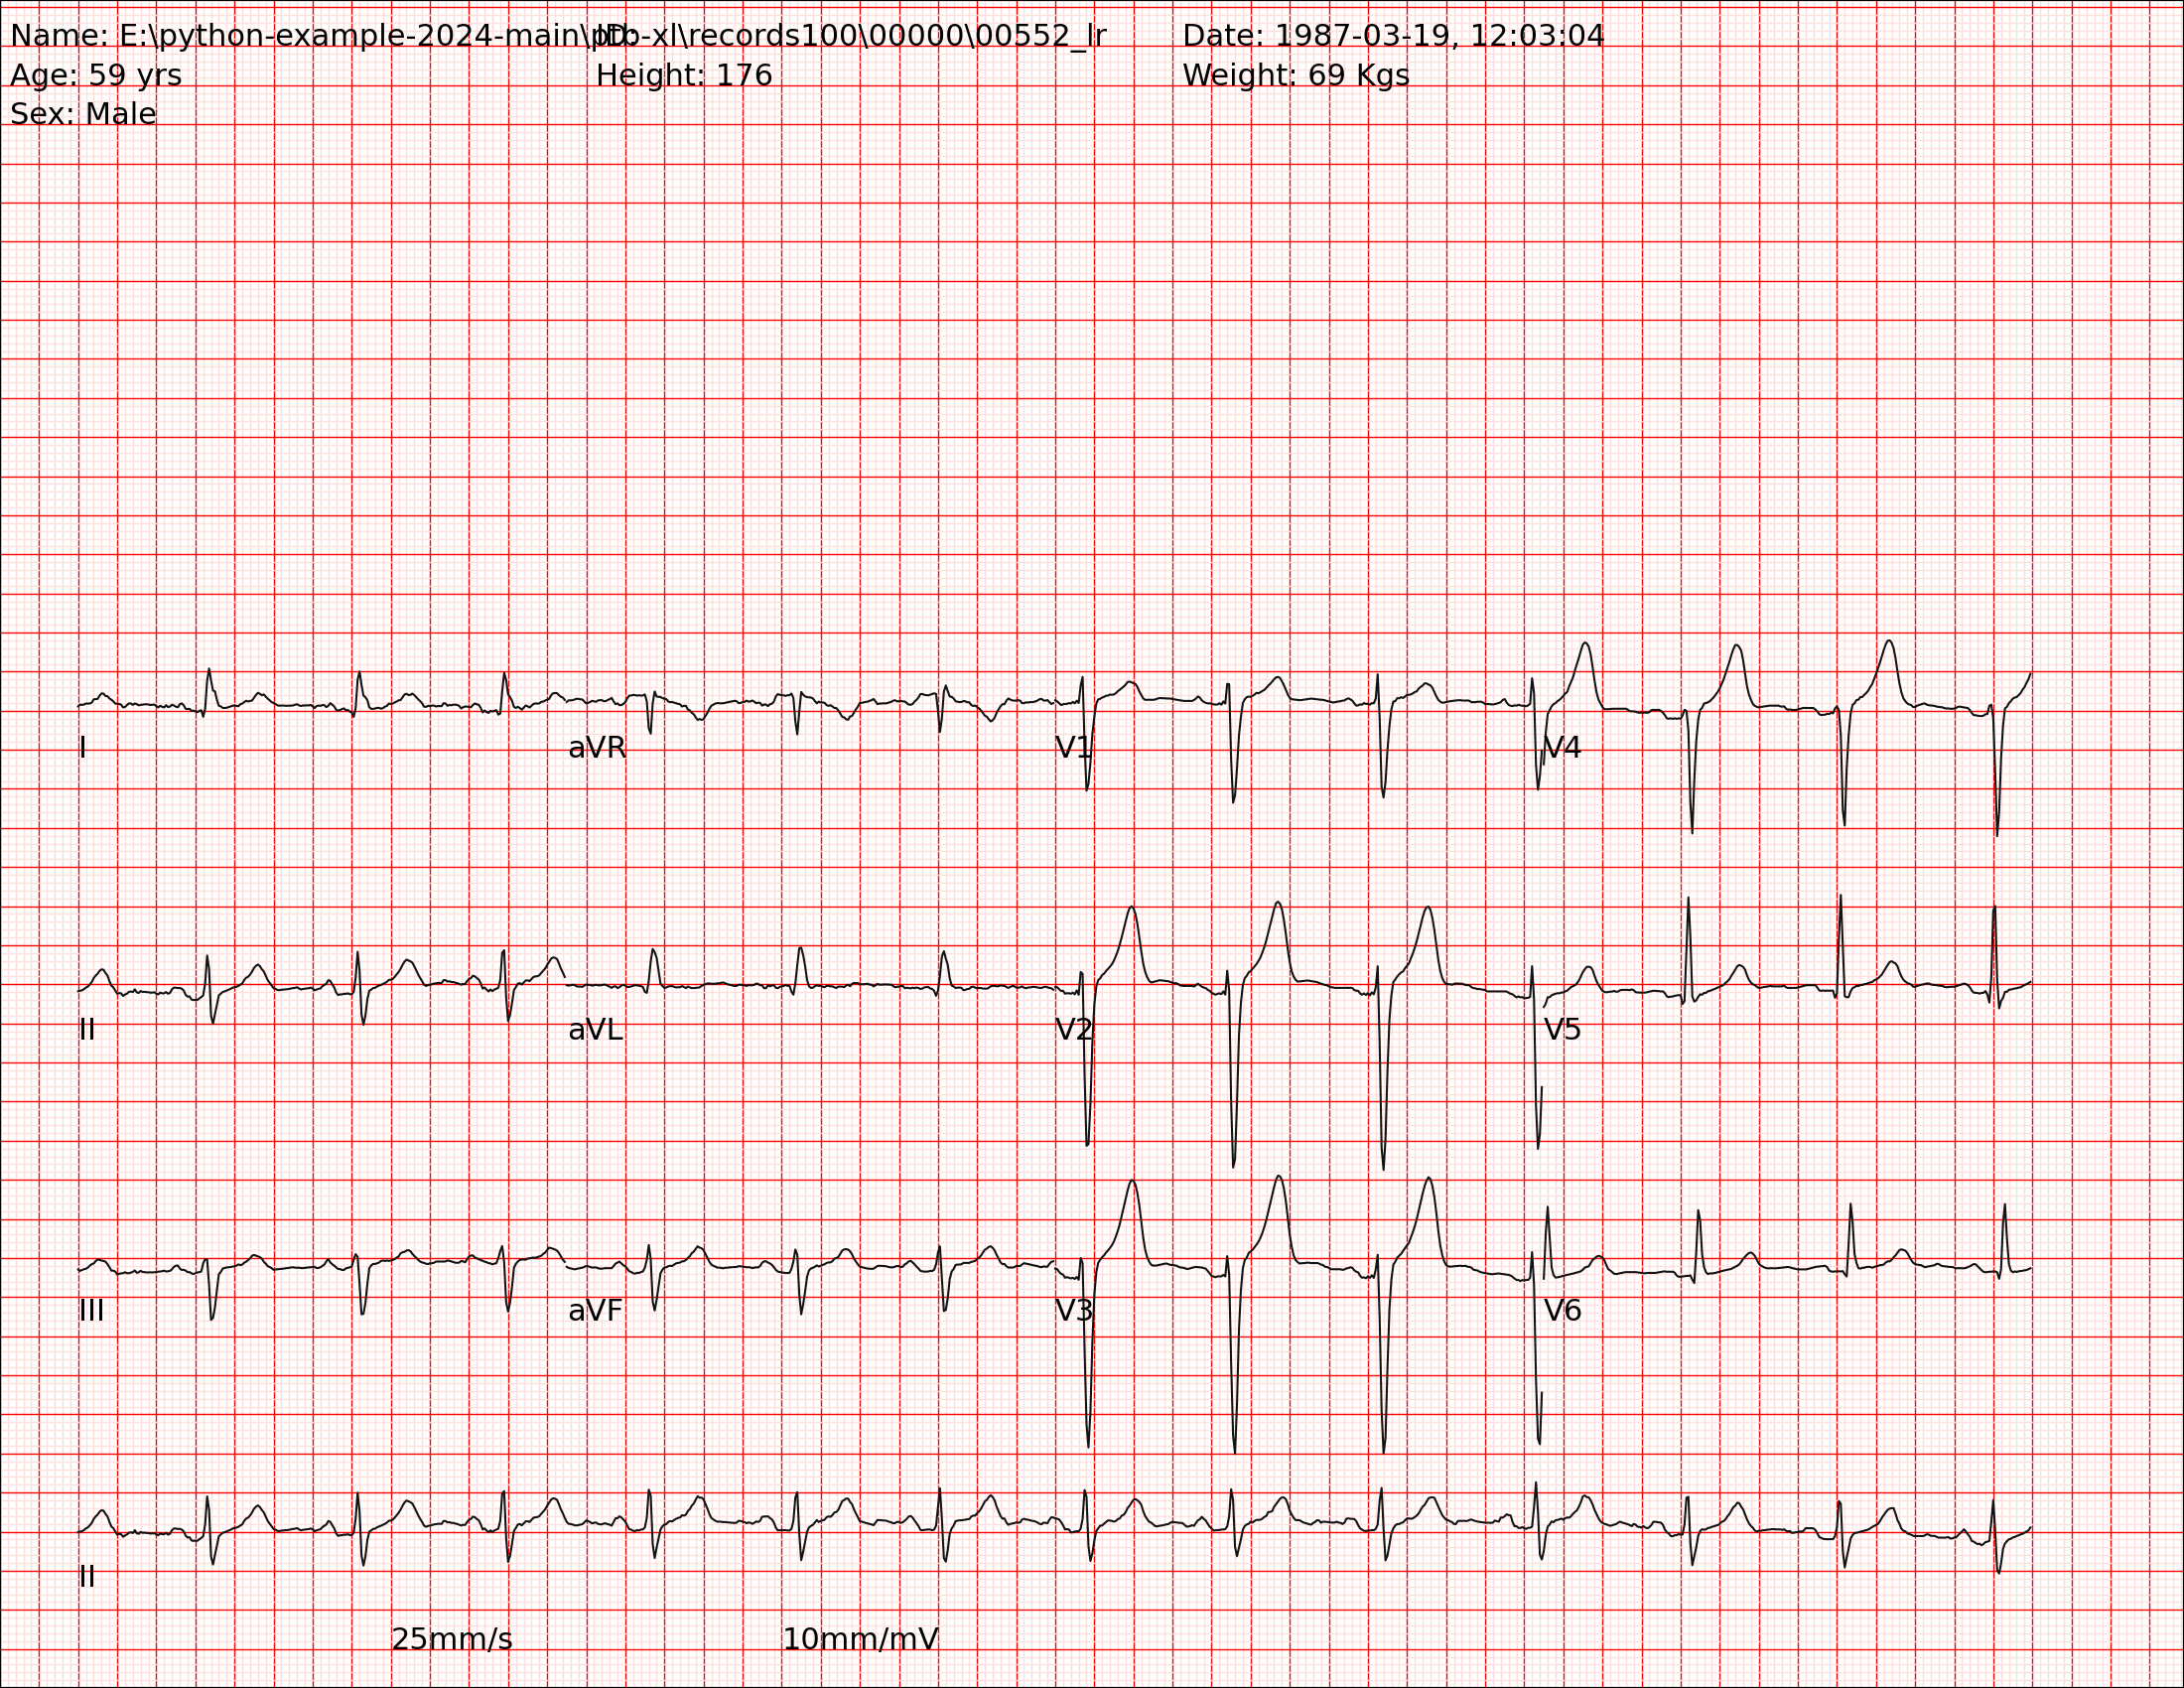 Name: E:\python-example-2024-main\ptb-xl\records100\00000\00552_lr ID: Date: 1987-03-19, 12:03:04
Age: 59 yrs Height: 176 Weight: 69 Kgs
Sex: Male
I aVR V1 V4
II aVL V2 V5
III aVF V3 V6
II
25mm/s 10mm/mV